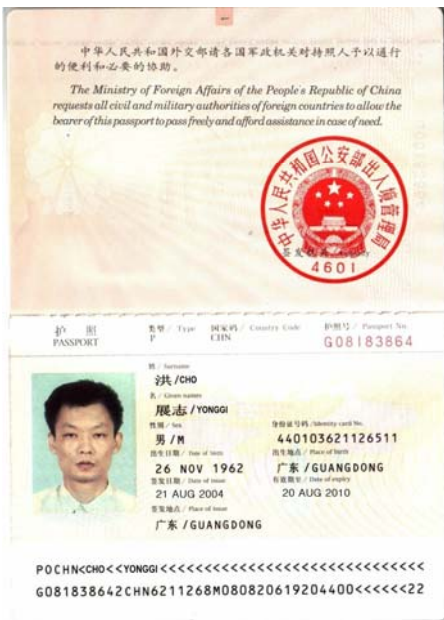 中华人民共和国外交部请各国军政机关对持照人予以通行
的便利和必要的协助。
The Ministry of Foreign Affairs of the People's Republic of China
requests all civil and military authorities of foreign countries to allow the
bearer of this passport to pass freely and afford assistance in case of need.
中华人民共和国公安部出入境管理局
签发机关 / Authority
4601
护 照 类型 / Type 国家码 / Country Code 护照号 / Passport No.
PASSPORT P CHN G08183864
姓 / Surname
洪 /CHO
名 / Given names
展志 / YONGGI
性别 / Sex 身份证号码 /Identity card No.
男 / M 440103621126511
出生日期 / Date of birth 出生地点 / Place of birth
26 NOV 1962 广东 /GUANGDONG
签发日期 / Date of issue 有效期至 / Date of expiry
21 AUG 2004 20 AUG 2010
签发地点 / Place of issue
广东 /GUANGDONG
POCHN<CHO<<YONGGI<<<<<<<<<<<<<<<<<<<<<<<<<<<
G081838642CHN6211268M080820619204400<<<<<<22